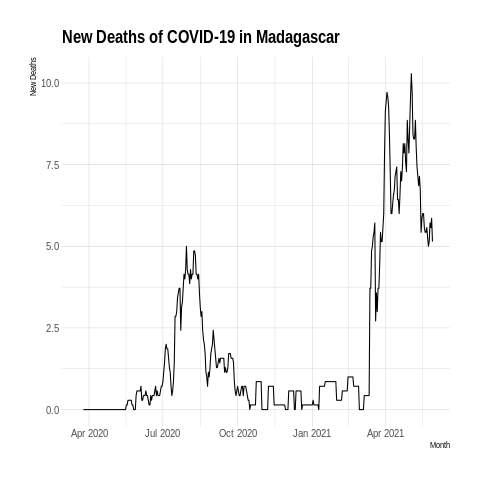 New Deaths of COVID-19 in Madagascar
New Deaths
10.0
7.5
5.0
2.5
0.0
Apr 2020 Jul 2020 Oct 2020 Jan 2021 Apr 2021
Month